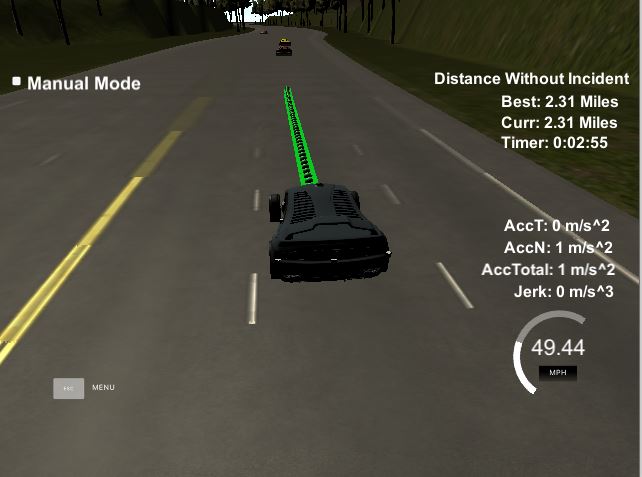 Manual Mode
Distance Without Incident
Best: 2.31 Miles
Curr: 2.31 Miles
Timer: 0:02:55
AccT: 0 m/s^2
AccN: 1 m/s^2
AccTotal: 1 m/s^2
Jerk: 0 m/s^3
49.44
MPH
ESC MENU